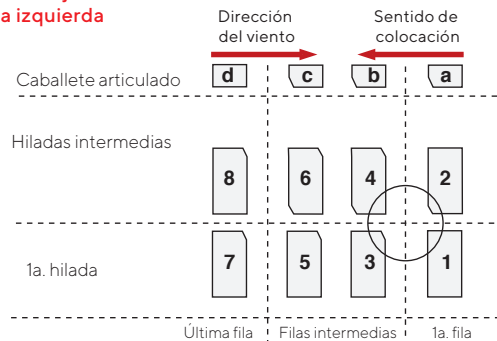 a izquierda
Dirección
del viento
Sentido de
colocación
Caballete articulado
d c b a
Hiladas intermedias
8 6 4 2
1a. hilada
7 5 3 1
Última fila Filas intermedias 1a. fila